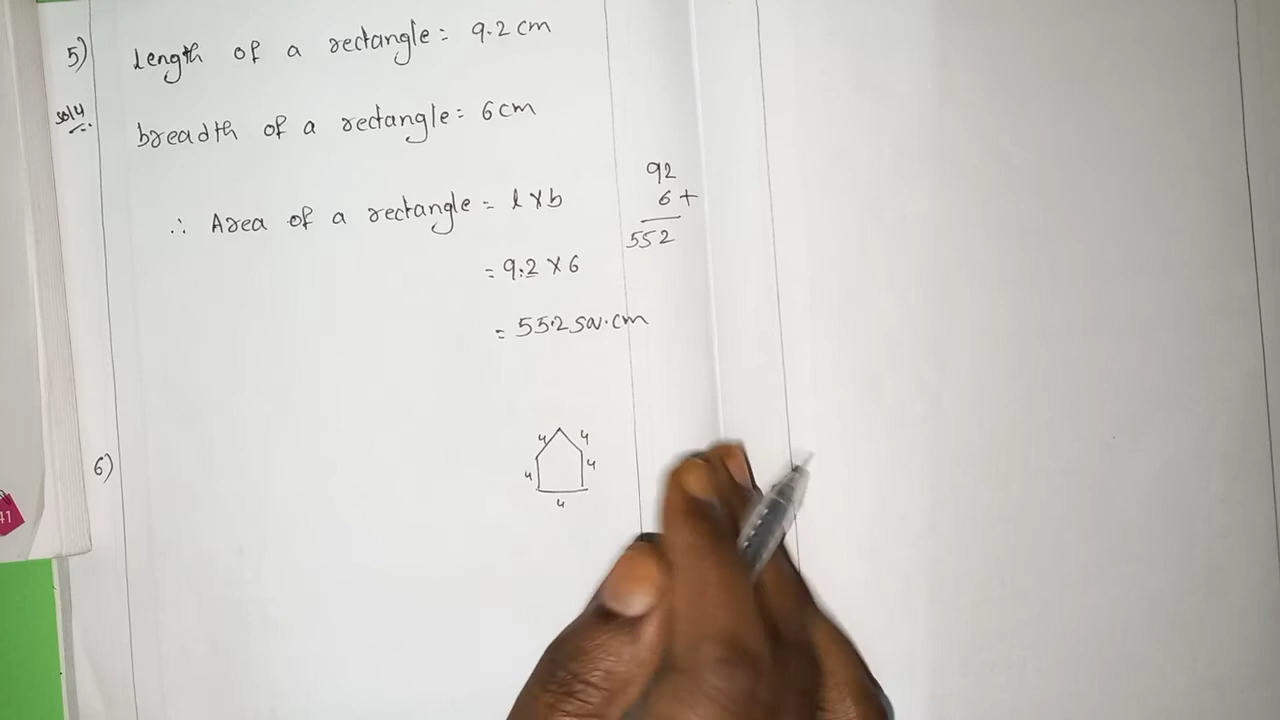 5) Length of a rectangle = 9.2 cm
soln breadth of a rectangle = 6 cm
∴ Area of a rectangle = l × b
= 9.2 × 6
= 55.2 sq. cm
92
6 +
552
6)
4 4
4 4
4
41